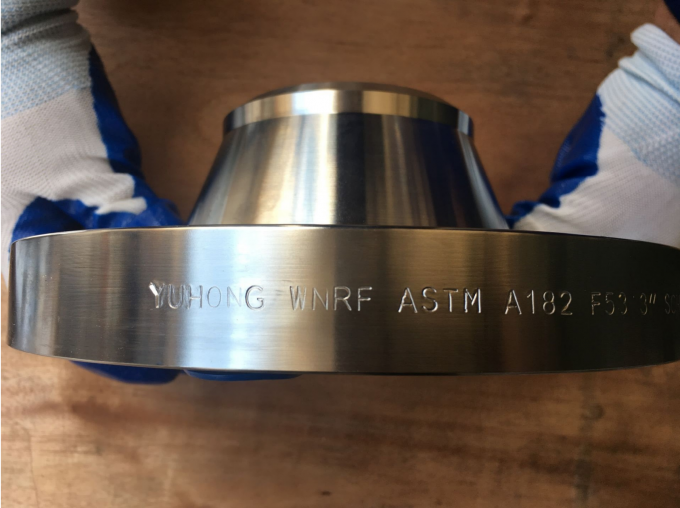 YUHONG WNRF ASTM A182 F53 3"